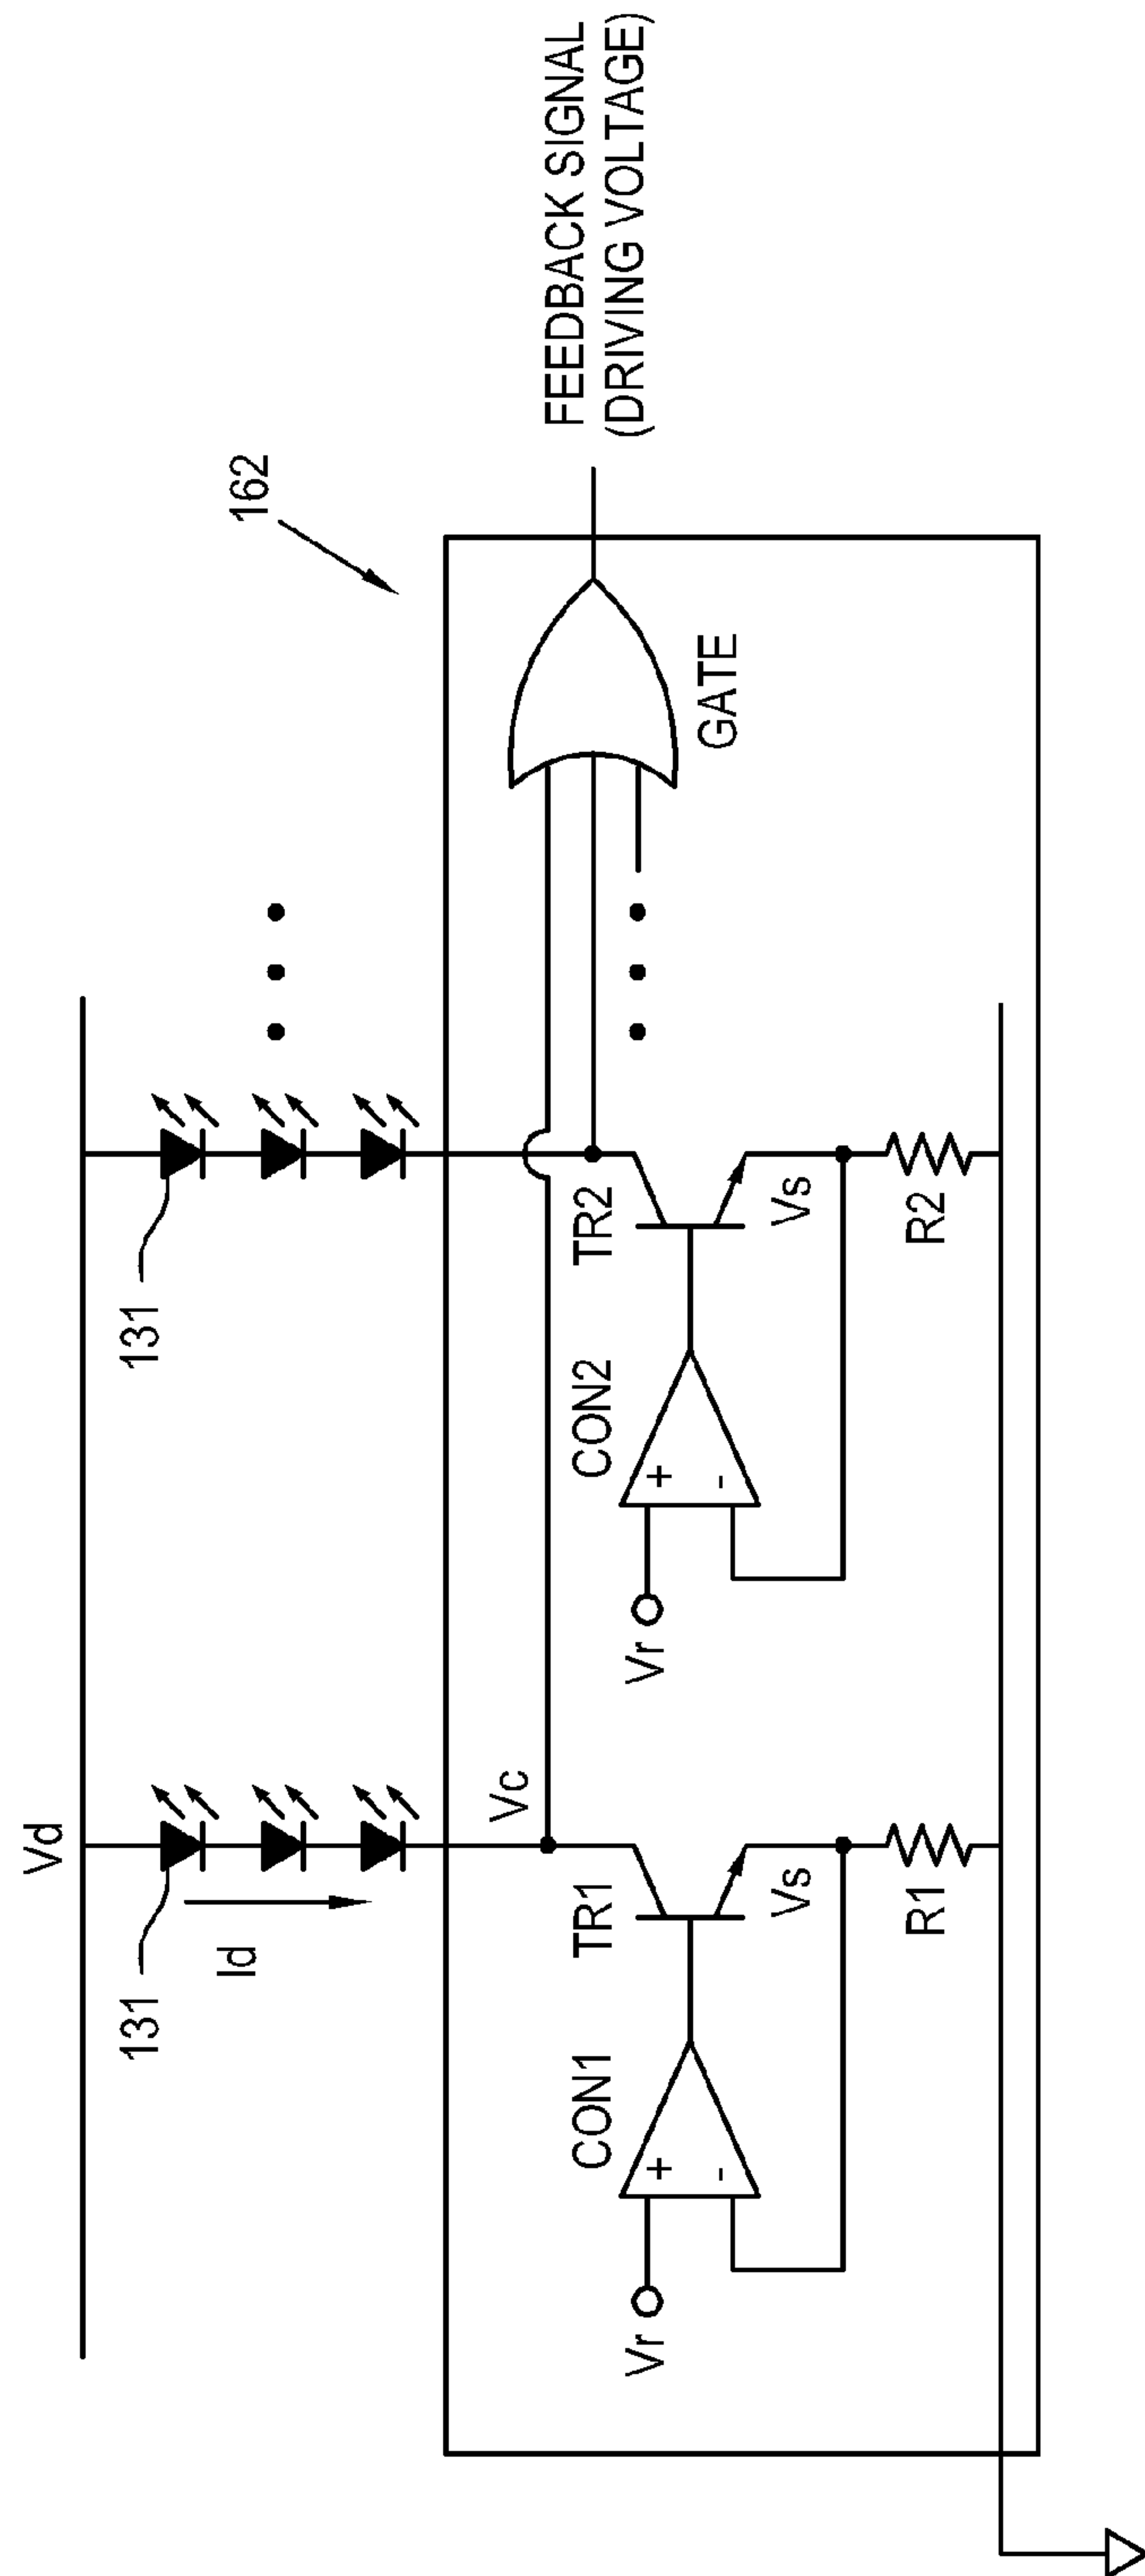 Vd
131
Id
131
162
Vc
FEEDBACK SIGNAL
(DRIVING VOLTAGE)
CON1
TR1
CON2
TR2
GATE
Vr
+
-
Vr
+
-
Vs
Vs
R1
R2